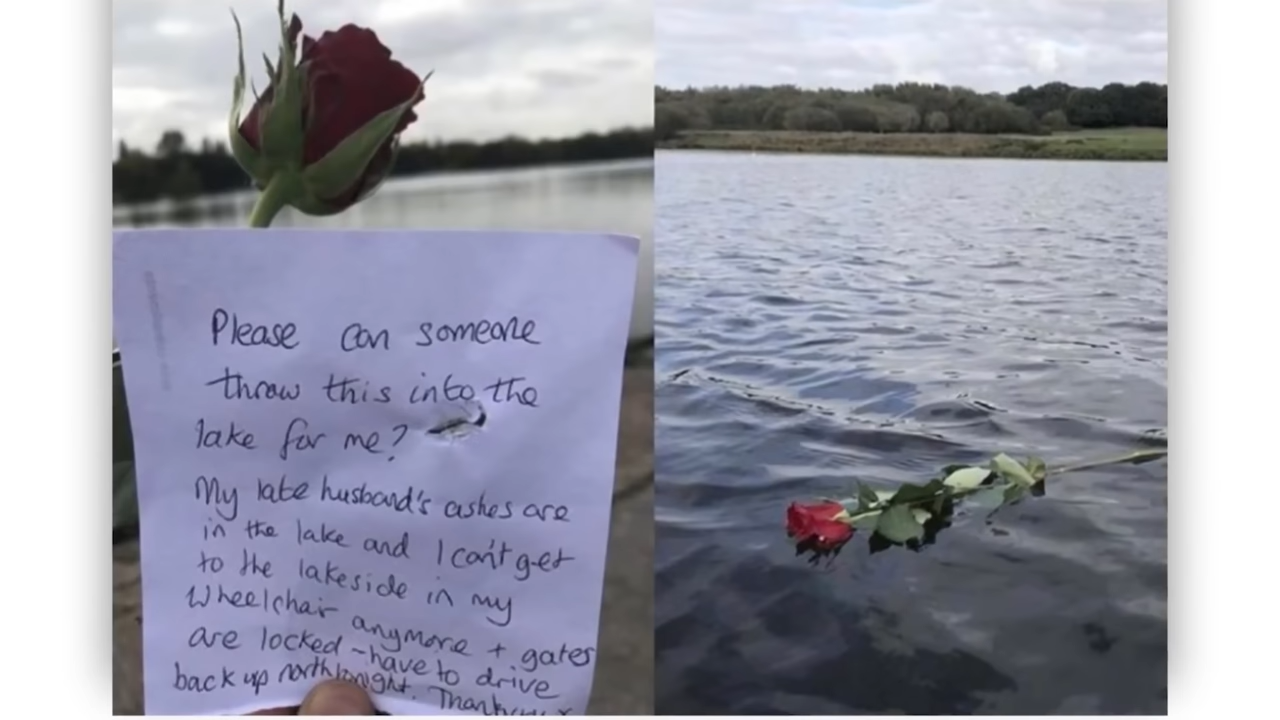 Please can someone
throw this into the
lake for me?
My late husband's ashes are
in the lake and I can't get
to the lakeside in my
Wheelchair anymore + gates
are locked - have to drive
back up north tonight. Thankyou x